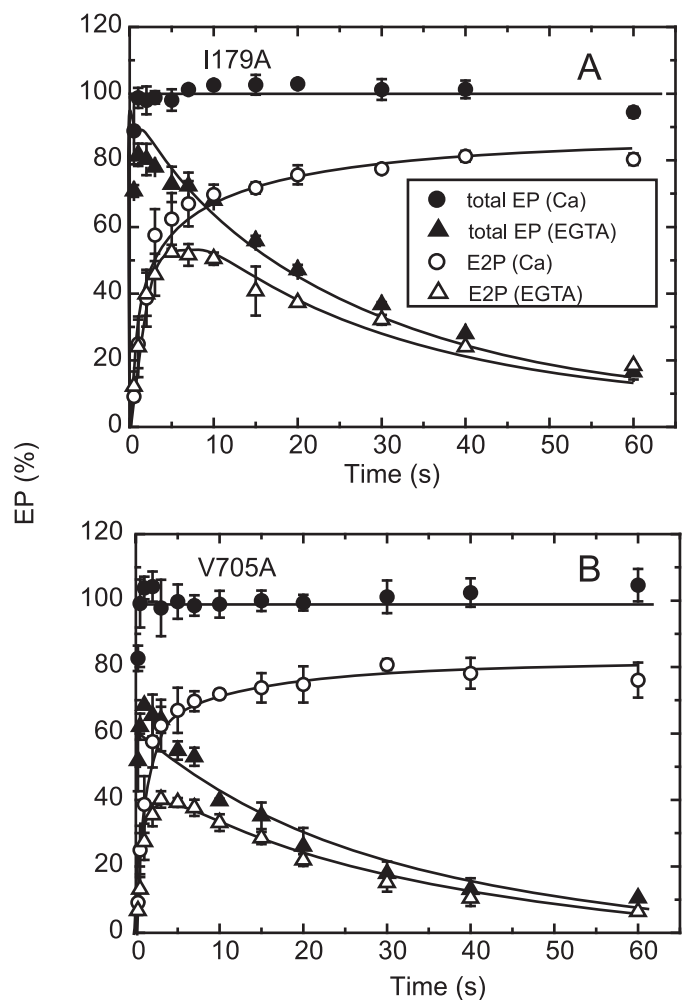 120
I179A
A
100
80
60
40
20
0
total EP (Ca)
total EP (EGTA)
E2P (Ca)
E2P (EGTA)
0 10 20 30 40 50 60
Time (s)
EP (%)
120
V705A
B
100
80
60
40
20
0
0 10 20 30 40 50 60
Time (s)